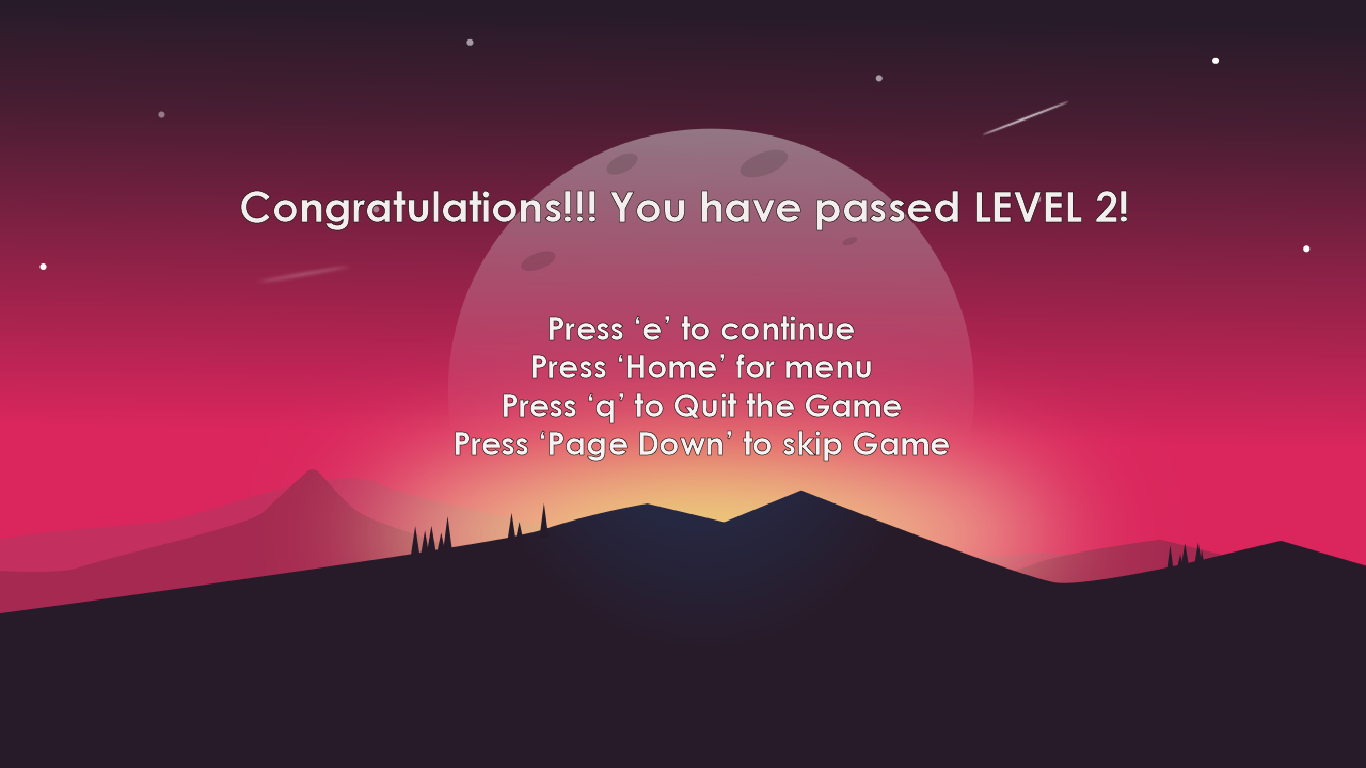 Congratulations!!! You have passed LEVEL 2!
Press ‘e’ to continue
Press ‘Home’ for menu
Press ‘q’ to Quit the Game
Press ‘Page Down’ to skip Game